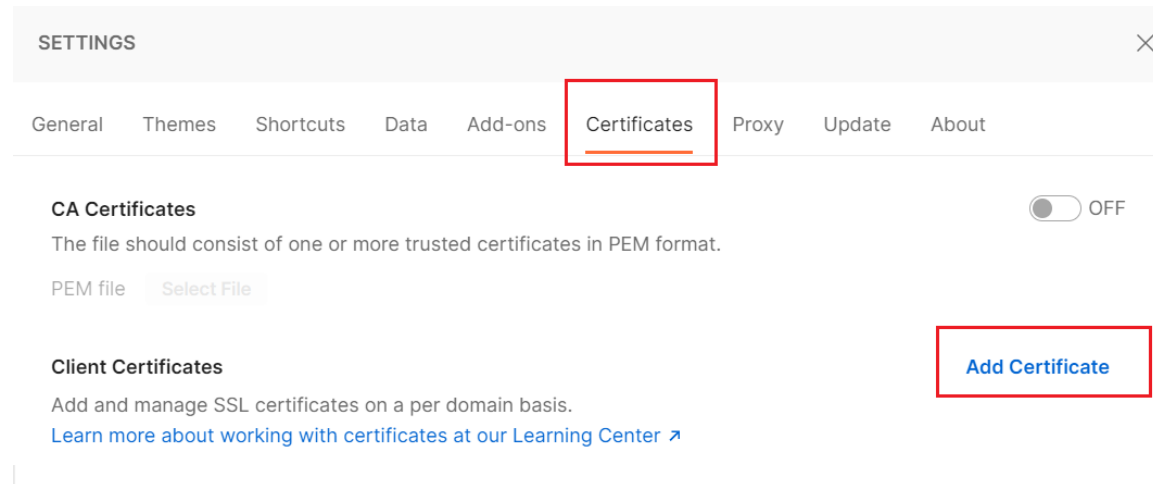 SETTINGS
General Themes Shortcuts Data Add-ons Certificates Proxy Update About
CA Certificates OFF
The file should consist of one or more trusted certificates in PEM format.
PEM file Select File
Client Certificates Add Certificate
Add and manage SSL certificates on a per domain basis.
Learn more about working with certificates at our Learning Center ↗